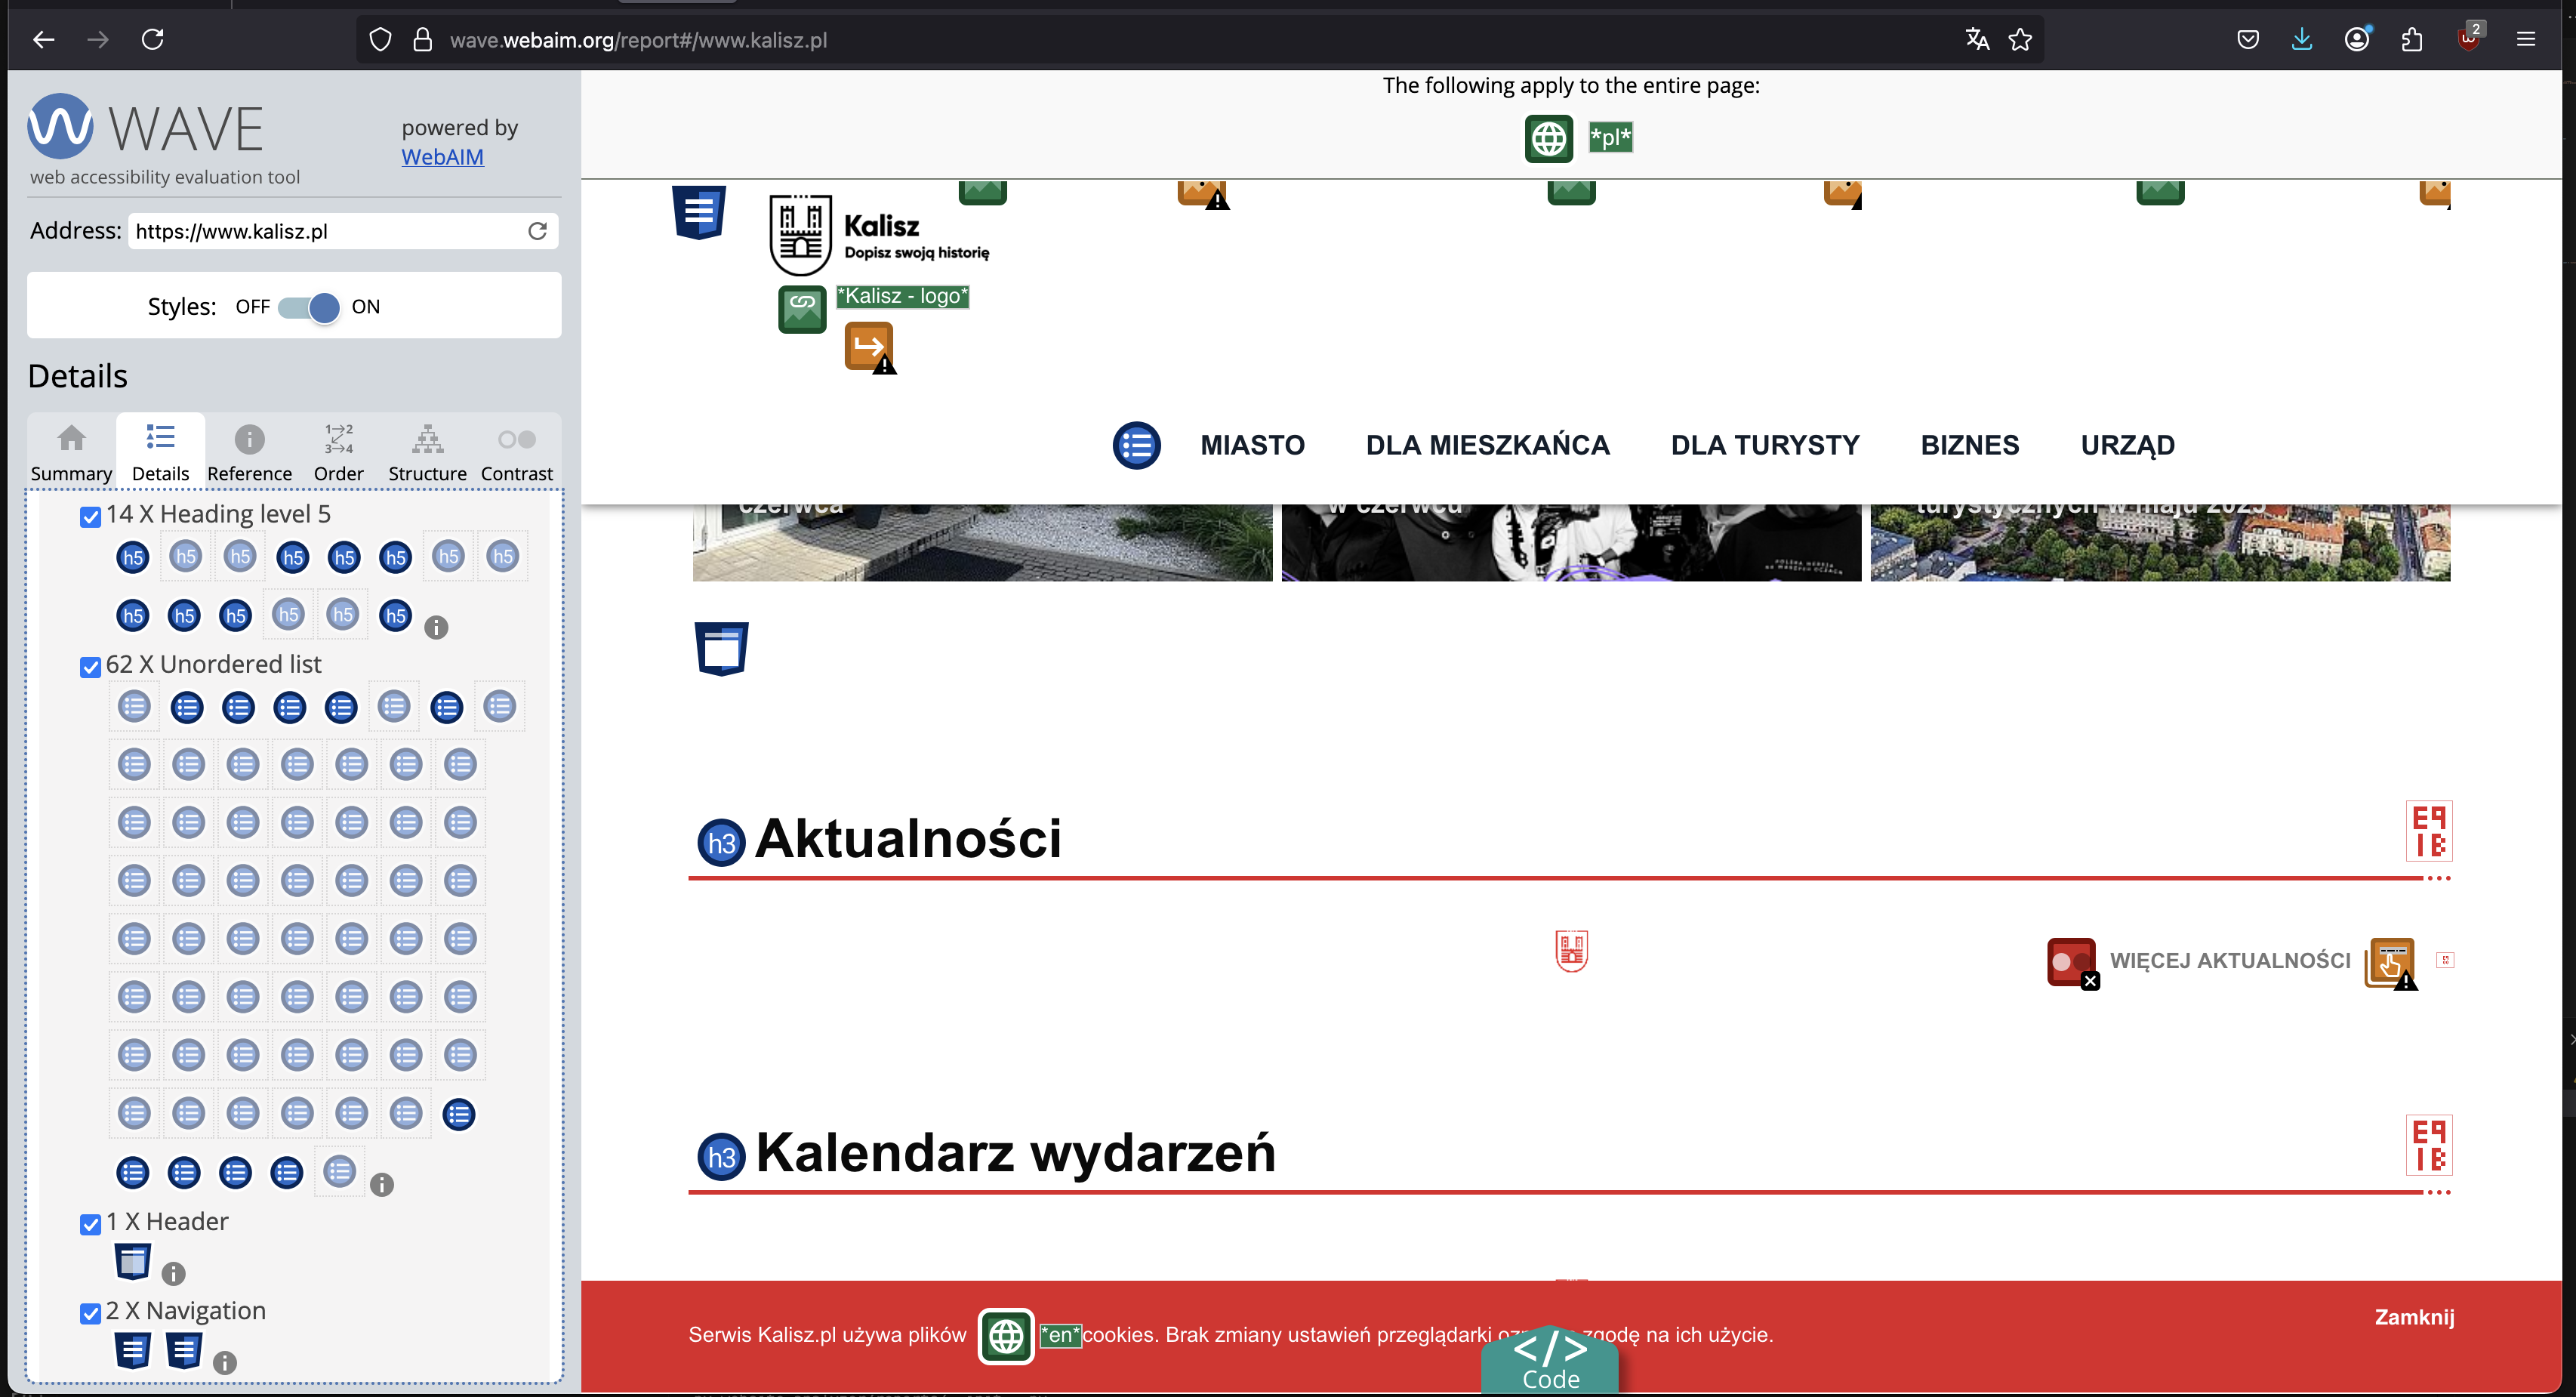 wave.webaim.org/report#/www.kalisz.pl
2
WAVE
web accessibility evaluation tool
powered by
WebAIM
Address: https://www.kalisz.pl
Styles: OFF ON
Details
1→2
3→4
Summary Details Reference Order Structure Contrast
14 X Heading level 5
h5 h5 h5 h5 h5 h5 h5 h5
h5 h5 h5 h5 h5 h5
62 X Unordered list
1 X Header
2 X Navigation
The following apply to the entire page:
*pl*
Kalisz
Dopisz swoją historię
*Kalisz - logo*
MIASTO DLA MIESZKAŃCA DLA TURYSTY BIZNES URZĄD
czerwca
w czerwcu
turystycznych w maju 2025
h3 Aktualności
WIĘCEJ AKTUALNOŚCI
h3 Kalendarz wydarzeń
Serwis Kalisz.pl używa plików *en* cookies. Brak zmiany ustawień przeglądarki zgodę na ich użycie.
Zamknij
</>
Code